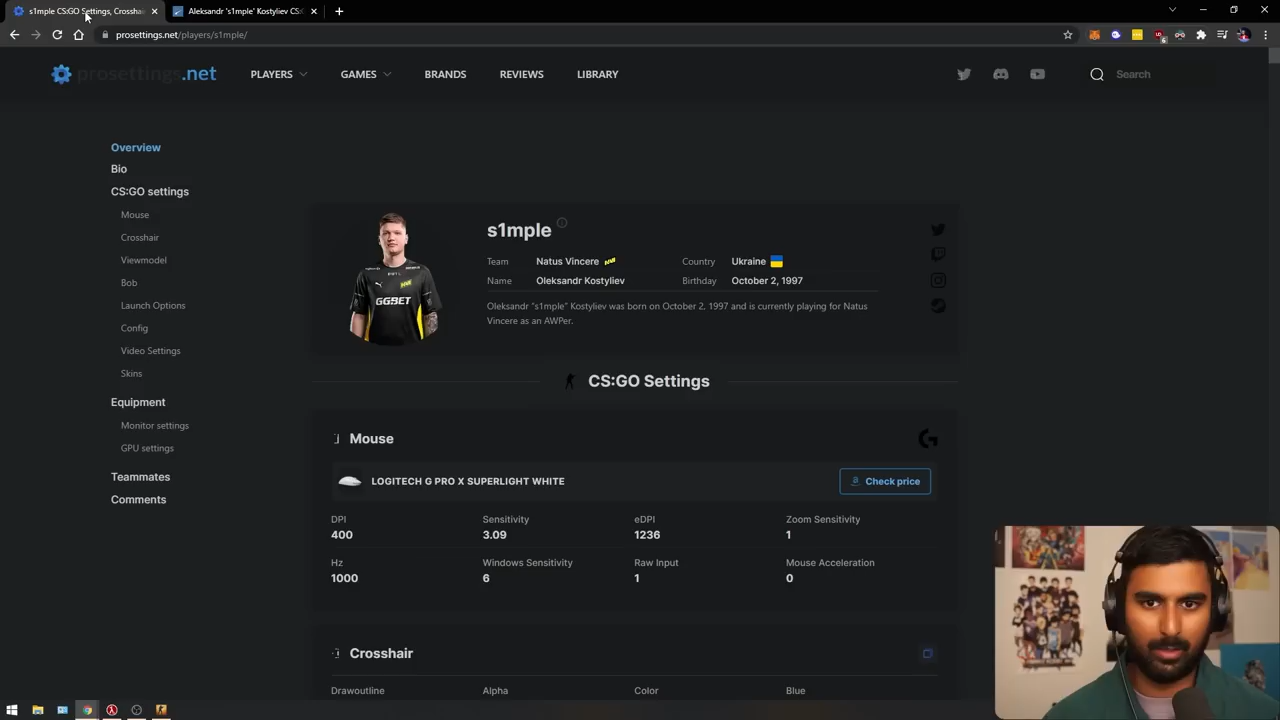 s1mple CS:GO Settings, Crosshair
Aleksandr 's1mple' Kostyliev CS:
prosettings.net/players/s1mple/
prosettings.net
PLAYERS
GAMES
BRANDS
REVIEWS
LIBRARY
Search
Overview
Bio
CS:GO settings
Mouse
Crosshair
Viewmodel
Bob
Launch Options
Config
Video Settings
Skins
Equipment
Monitor settings
GPU settings
Teammates
Comments
s1mple
Team Natus Vincere Country Ukraine
Name Oleksandr Kostyliev Birthday October 2, 1997
Oleksandr “s1mple” Kostyliev was born on October 2, 1997 and is currently playing for Natus
Vincere as an AWPer.
GGBET
CS:GO Settings
Mouse
LOGITECH G PRO X SUPERLIGHT WHITE
Check price
DPI Sensitivity eDPI Zoom Sensitivity
400 3.09 1236 1
Hz Windows Sensitivity Raw Input Mouse Acceleration
1000 6 1 0
Crosshair
Drawoutline Alpha Color Blue